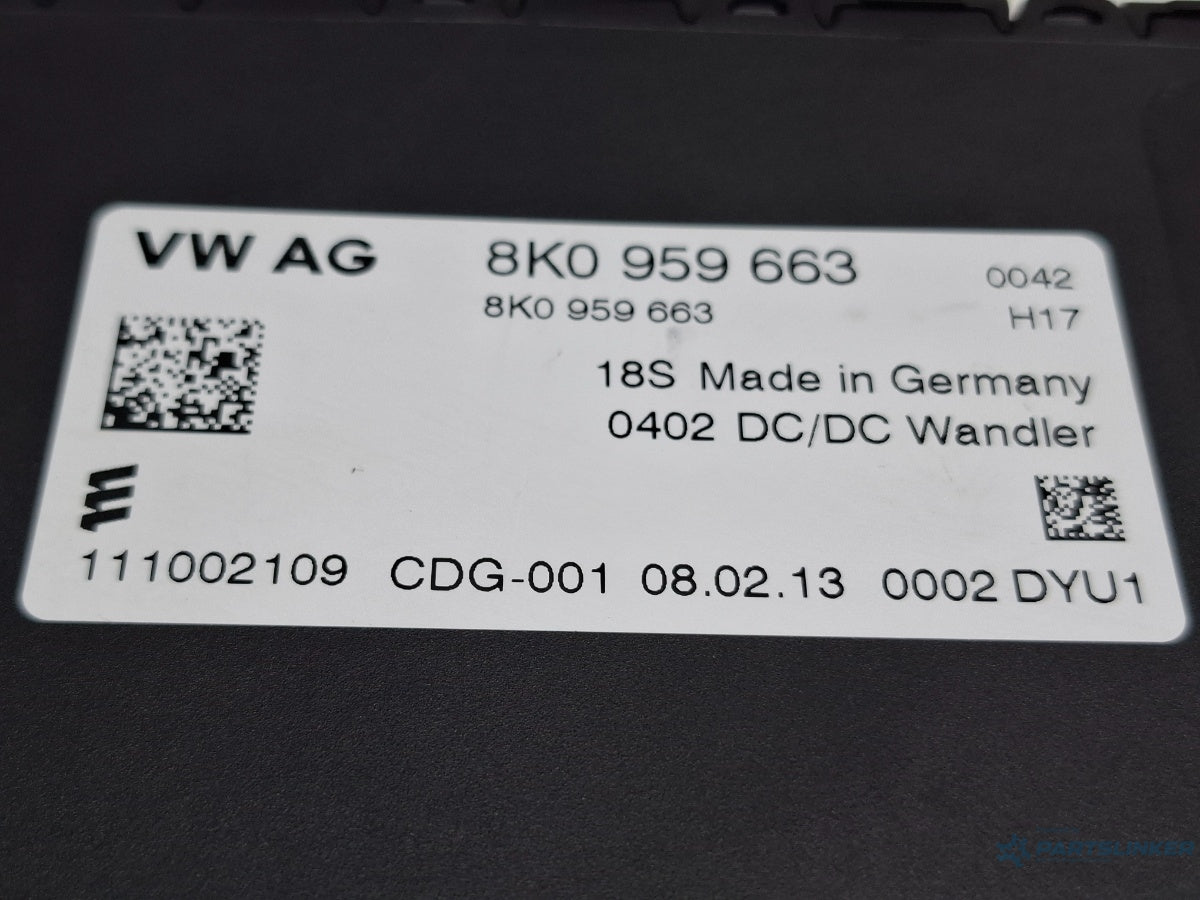 VW AG 8K0 959 663 0042
8K0 959 663 H17
18S Made in Germany
0402 DC/DC Wandler
111002109 CDG-001 08.02.13 0002 DYU1